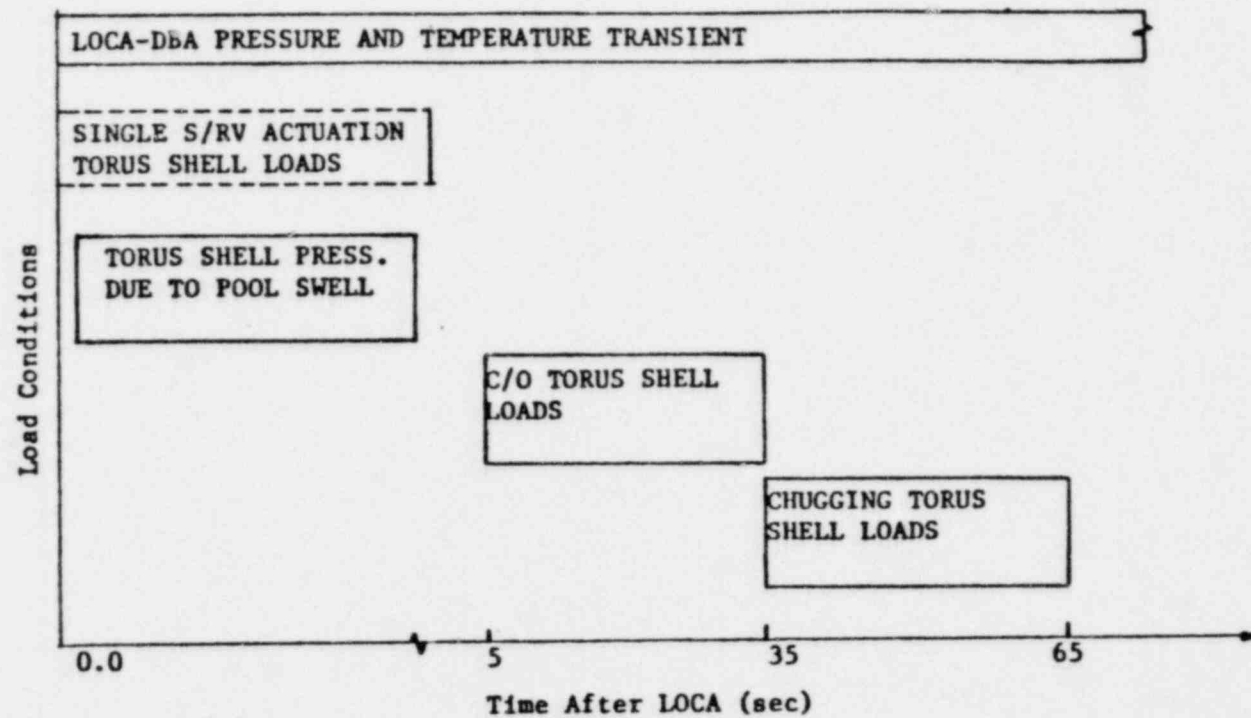 LOCA-DBA PRESSURE AND TEMPERATURE TRANSIENT
SINGLE S/RV ACTUATION
TORUS SHELL LOADS
TORUS SHELL PRESS.
DUE TO POOL SWELL
C/O TORUS SHELL
LOADS
CHUGGING TORUS
SHELL LOADS
Load Conditions
0.0 5 35 65
Time After LOCA (sec)